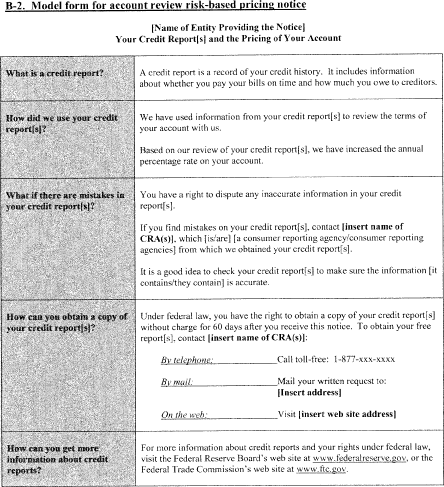 B-2. Model form for account review risk-based pricing notice
[Name of Entity Providing the Notice]
Your Credit Report[s] and the Pricing of Your Account
What is a credit report?
A credit report is a record of your credit history. It includes information
about whether you pay your bills on time and how much you owe to creditors.
How did we use your credit
report[s]?
We have used information from your credit report[s] to review the terms of
your account with us.
Based on our review of your credit report[s], we have increased the annual
percentage rate on your account.
What if there are mistakes in
your credit report[s]?
You have a right to dispute any inaccurate information in your credit
report[s].
If you find mistakes on your credit report[s], contact [insert name of
CRA(s)], which [is/are] [a consumer reporting agency/consumer reporting
agencies] from which we obtained your credit report[s].
It is a good idea to check your credit report[s] to make sure the information [it
contains/they contain] is accurate.
How can you obtain a copy of
your credit report[s]?
Under federal law, you have the right to obtain a copy of your credit report[s]
without charge for 60 days after you receive this notice. To obtain your free
report[s], contact [insert name of CRA(s)]:
By telephone: Call toll-free: 1-877-xxx-xxxx
By mail: Mail your written request to:
[Insert address]
On the web: Visit [insert web site address]
How can you get more
information about credit
reports?
For more information about credit reports and your rights under federal law,
visit the Federal Reserve Board's web site at www.federalreserve.gov, or the
Federal Trade Commission's web site at www.ftc.gov.